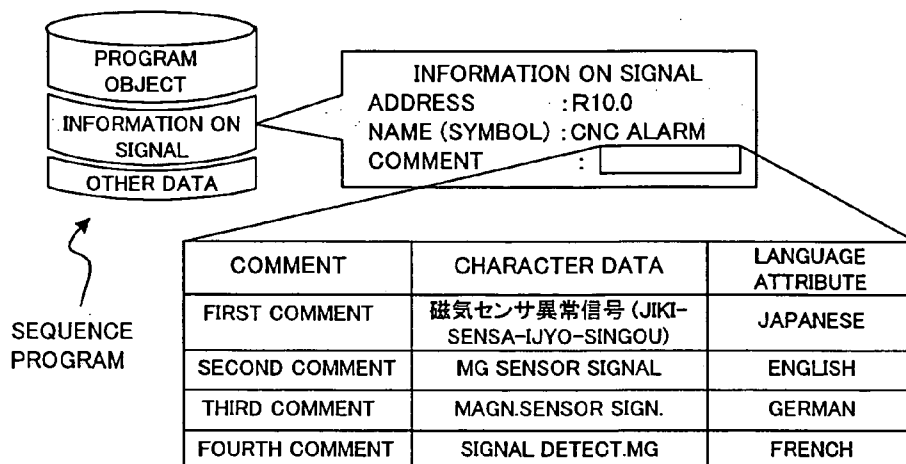 PROGRAM
OBJECT
INFORMATION ON
SIGNAL
OTHER DATA
SEQUENCE
PROGRAM
INFORMATION ON SIGNAL
ADDRESS :R10.0
NAME (SYMBOL) :CNC ALARM
COMMENT :
COMMENT CHARACTER DATA LANGUAGE
ATTRIBUTE
FIRST COMMENT 磁気センサ異常信号 (JIKI-
SENSA-IJYO-SINGOU) JAPANESE
SECOND COMMENT MG SENSOR SIGNAL ENGLISH
THIRD COMMENT MAGN.SENSOR SIGN. GERMAN
FOURTH COMMENT SIGNAL DETECT.MG FRENCH